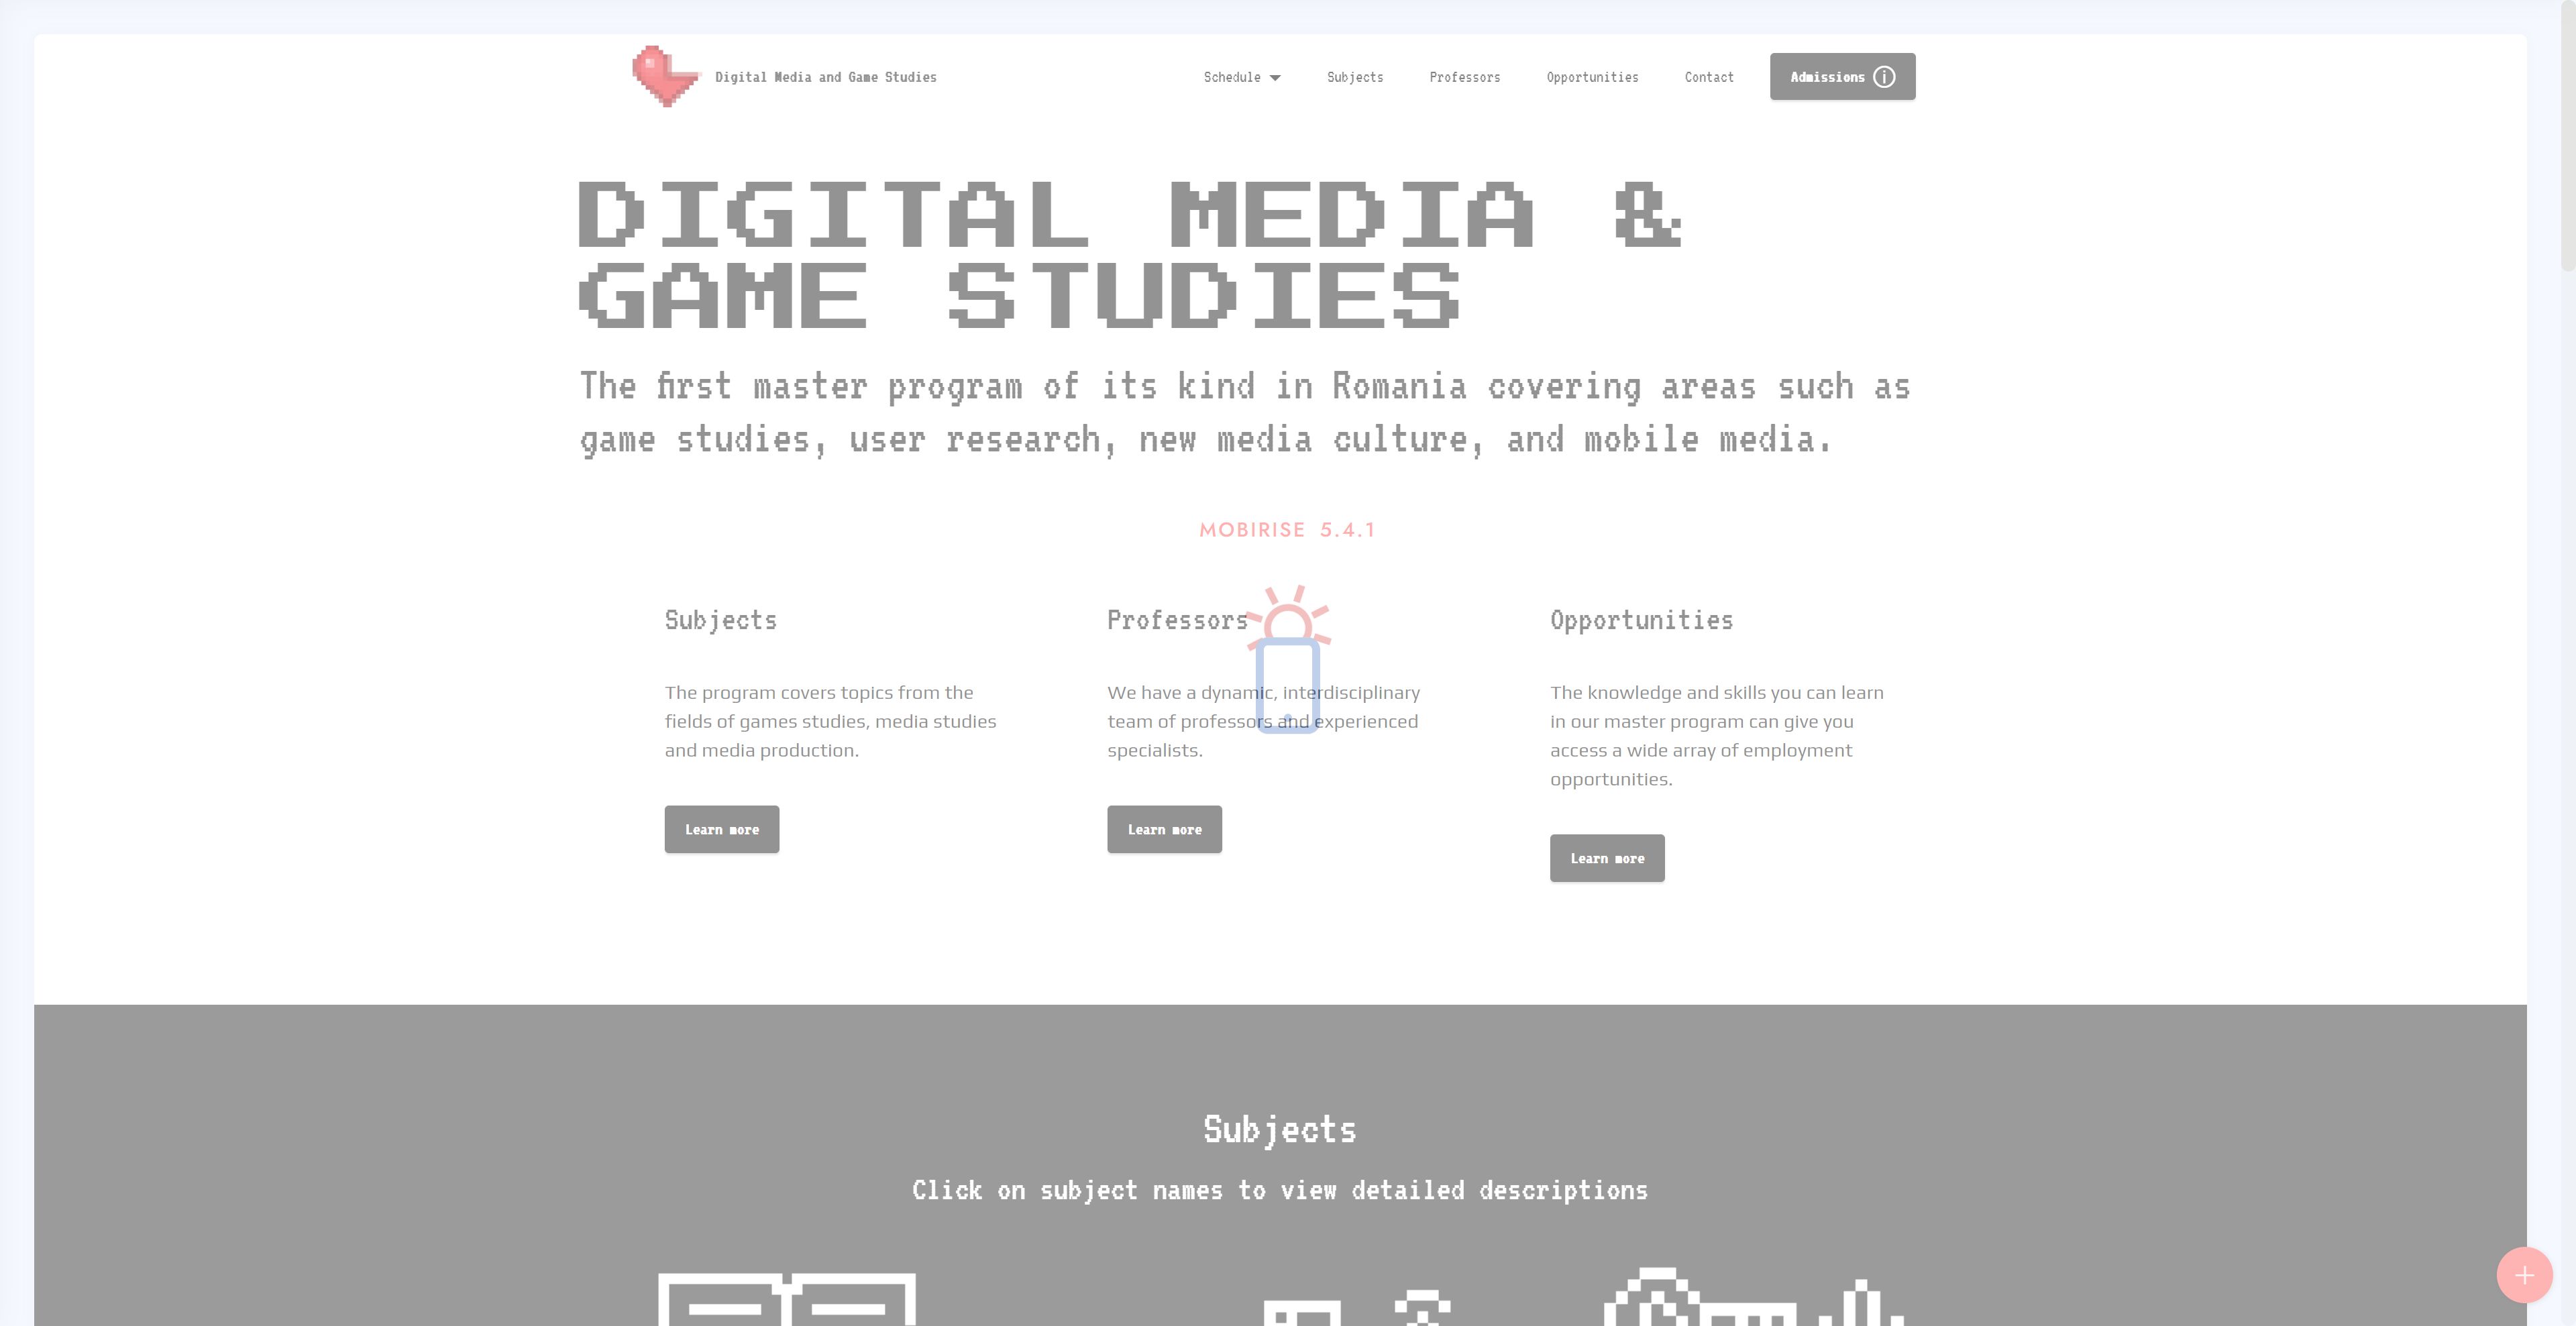 Digital Media and Game Studies
Schedule
Subjects
Professors
Opportunities
Contact
Admissions
DIGITAL MEDIA &
GAME STUDIES
The first master program of its kind in Romania covering areas such as
game studies, user research, new media culture, and mobile media.
MOBIRISE 5.4.1
Subjects
The program covers topics from the
fields of games studies, media studies
and media production.
Learn more
Professors
We have a dynamic, interdisciplinary
team of professors and experienced
specialists.
Learn more
Opportunities
The knowledge and skills you can learn
in our master program can give you
access a wide array of employment
opportunities.
Learn more
Subjects
Click on subject names to view detailed descriptions